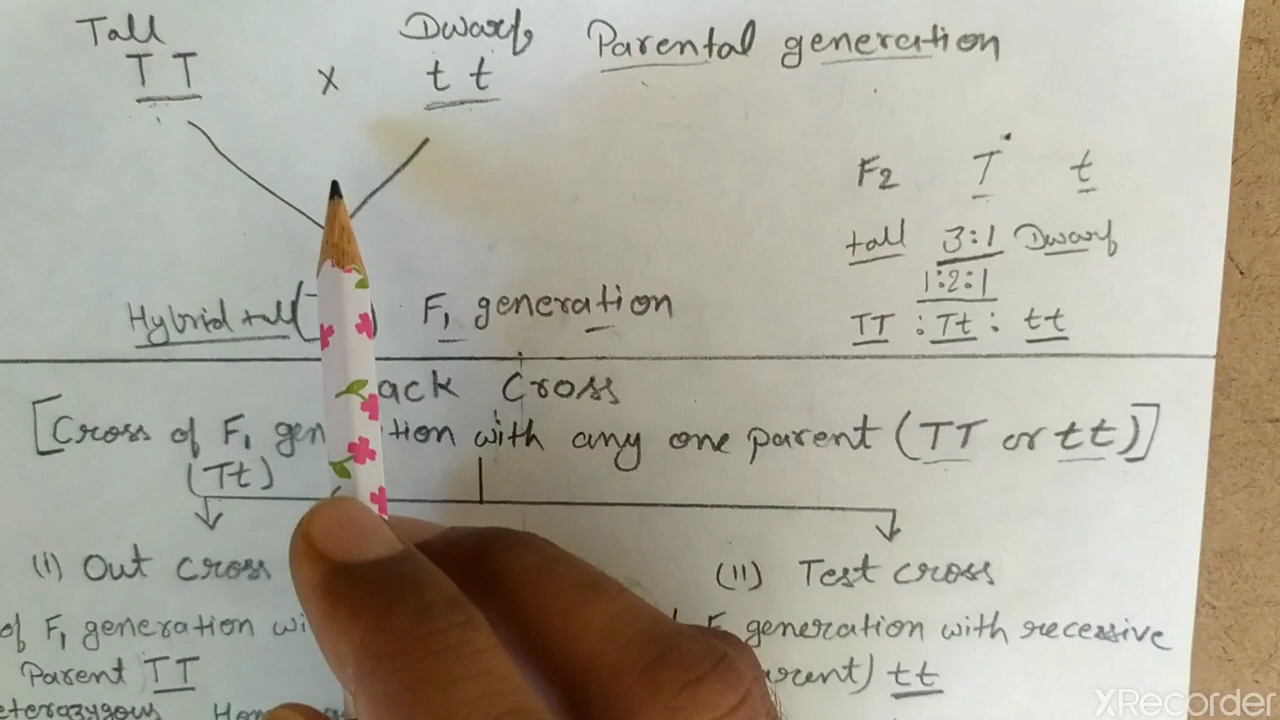 Tall Dwarf Parental generation
TT x tt
F2 T t
tall 3:1 Dwarf
1:2:1
TT : Tt : tt
Hybrid tall( ) F1 generation
ack Cross
[Cross of F1 gen tion with any one parent (TT or tt)]
(Tt)
(i) Out cross
(ii) Test cross
of F1 generation wi
Parent TT
eterozygous Hom
F generation with recessive
arent) tt
XRecorder